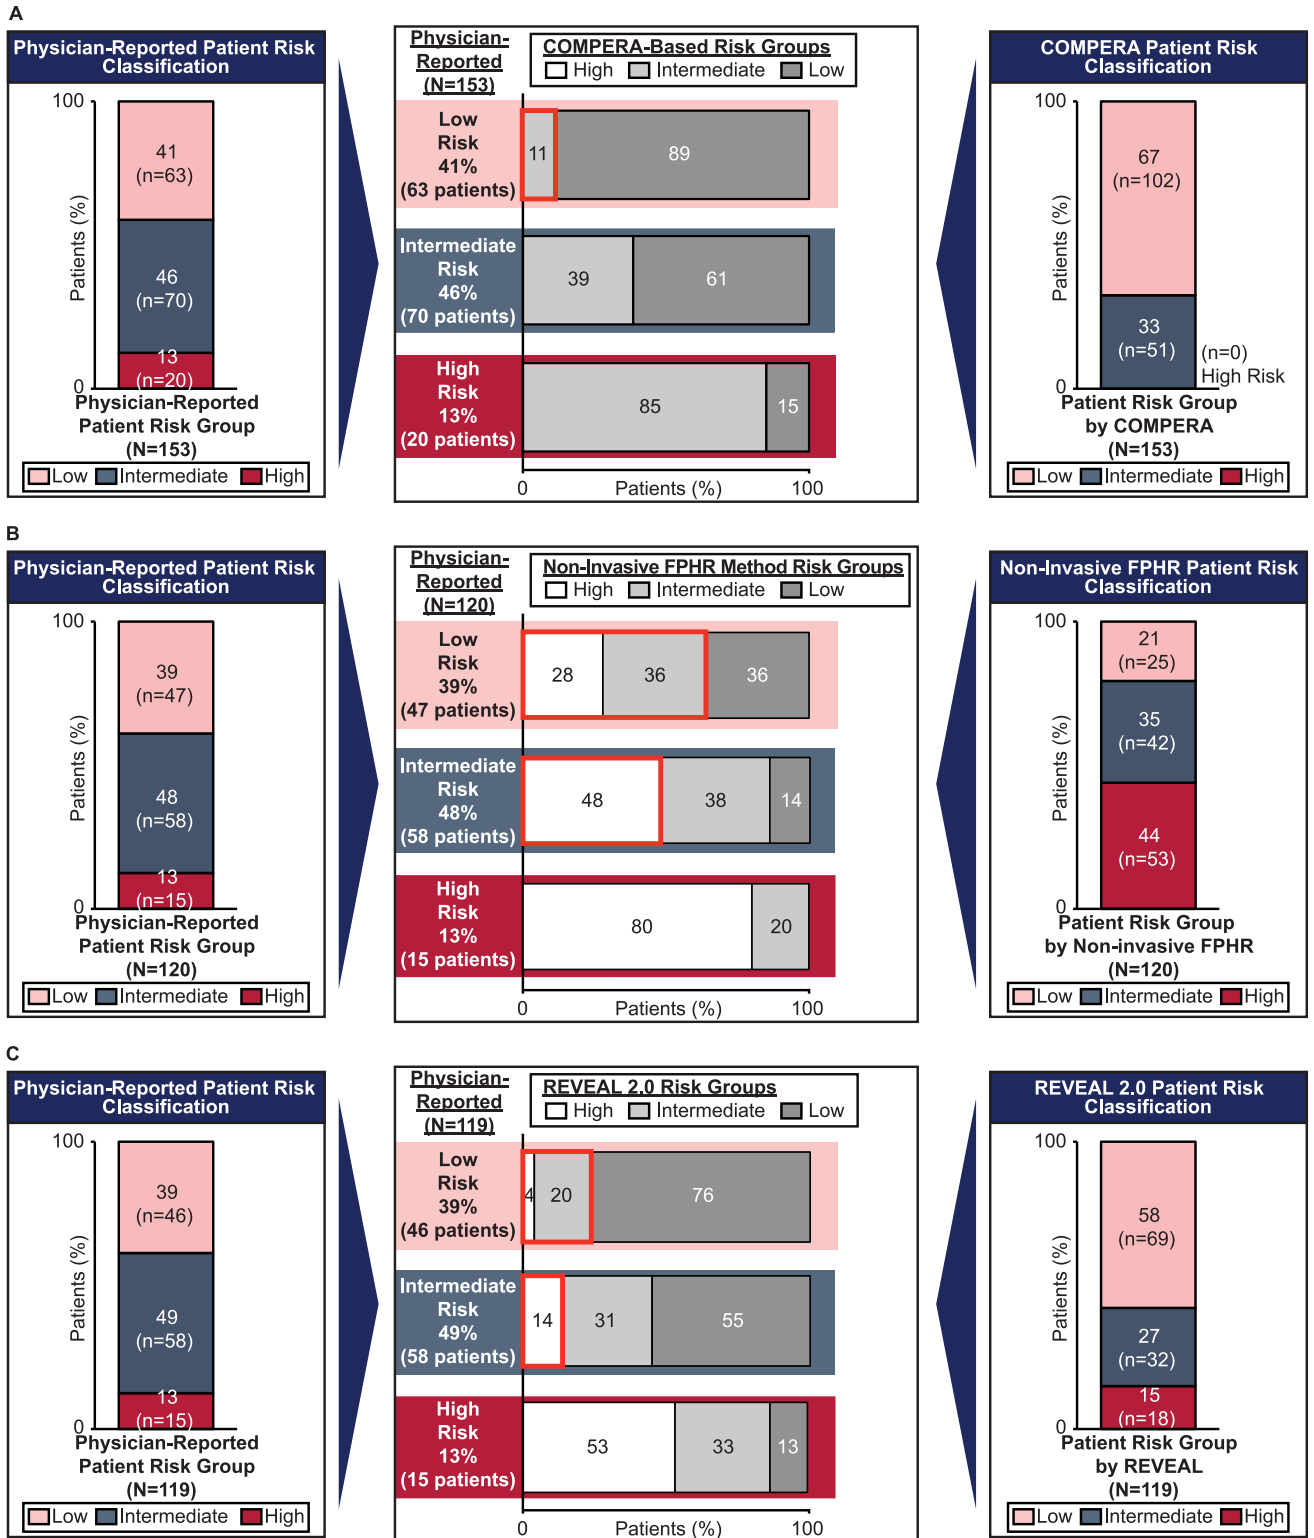 A
Physician-Reported Patient Risk
Classification
100
41
(n=63)
46
(n=70)
13
(n=20)
0
Patients (%)
Physician-Reported
Patient Risk Group
(N=153)
Low Intermediate High
Physician-
Reported
(N=153)
COMPERA-Based Risk Groups
High Intermediate Low
Low
Risk
41%
(63 patients)
11 89
Intermediate
Risk
46%
(70 patients)
39 61
High
Risk
13%
(20 patients)
85 15
0 Patients (%) 100
COMPERA Patient Risk
Classification
100
67
(n=102)
33
(n=51)
(n=0)
High Risk
0
Patients (%)
Patient Risk Group
by COMPERA
(N=153)
Low Intermediate High
B
Physician-Reported Patient Risk
Classification
100
39
(n=47)
48
(n=58)
13
(n=15)
0
Patients (%)
Physician-Reported
Patient Risk Group
(N=120)
Low Intermediate High
Physician-
Reported
(N=120)
Non-Invasive FPHR Method Risk Groups
High Intermediate Low
Low
Risk
39%
(47 patients)
28 36 36
Intermediate
Risk
48%
(58 patients)
48 38 14
High
Risk
13%
(15 patients)
80 20
0 Patients (%) 100
Non-Invasive FPHR Patient Risk
Classification
100
21
(n=25)
35
(n=42)
44
(n=53)
0
Patients (%)
Patient Risk Group
by Non-invasive FPHR
(N=120)
Low Intermediate High
C
Physician-Reported Patient Risk
Classification
100
39
(n=46)
49
(n=58)
13
(n=15)
0
Patients (%)
Physician-Reported
Patient Risk Group
(N=119)
Low Intermediate High
Physician-
Reported
(N=119)
REVEAL 2.0 Risk Groups
High Intermediate Low
Low
Risk
39%
(46 patients)
4 20 76
Intermediate
Risk
49%
(58 patients)
14 31 55
High
Risk
13%
(15 patients)
53 33 13
0 Patients (%) 100
REVEAL 2.0 Patient Risk
Classification
100
58
(n=69)
27
(n=32)
15
(n=18)
0
Patients (%)
Patient Risk Group
by REVEAL
(N=119)
Low Intermediate High